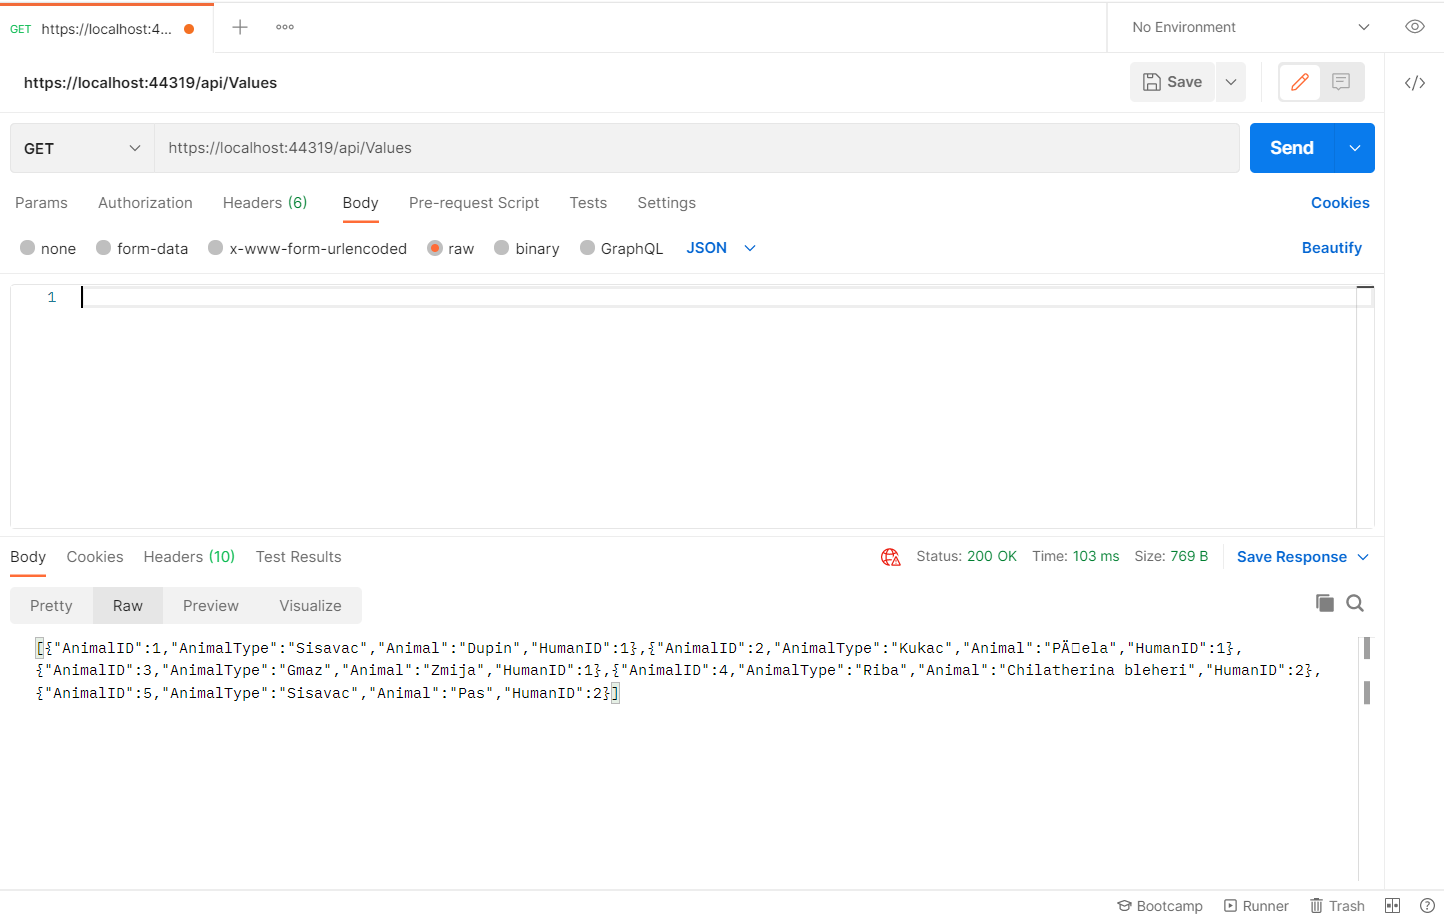 GET https://localhost:4...
No Environment
https://localhost:44319/api/Values
Save
GET https://localhost:44319/api/Values Send
Params Authorization Headers (6) Body Pre-request Script Tests Settings Cookies
none form-data x-www-form-urlencoded raw binary GraphQL JSON Beautify
1
Body Cookies Headers (10) Test Results Status: 200 OK Time: 103 ms Size: 769 B Save Response
Pretty Raw Preview Visualize
[{"AnimalID":1,"AnimalType":"Sisavac","Animal":"Dupin","HumanID":1},{"AnimalID":2,"AnimalType":"Kukac","Animal":"PÄela","HumanID":1},
{"AnimalID":3,"AnimalType":"Gmaz","Animal":"Zmija","HumanID":1},{"AnimalID":4,"AnimalType":"Riba","Animal":"Chilatherina bleheri","HumanID":2},
{"AnimalID":5,"AnimalType":"Sisavac","Animal":"Pas","HumanID":2}]
Bootcamp Runner Trash